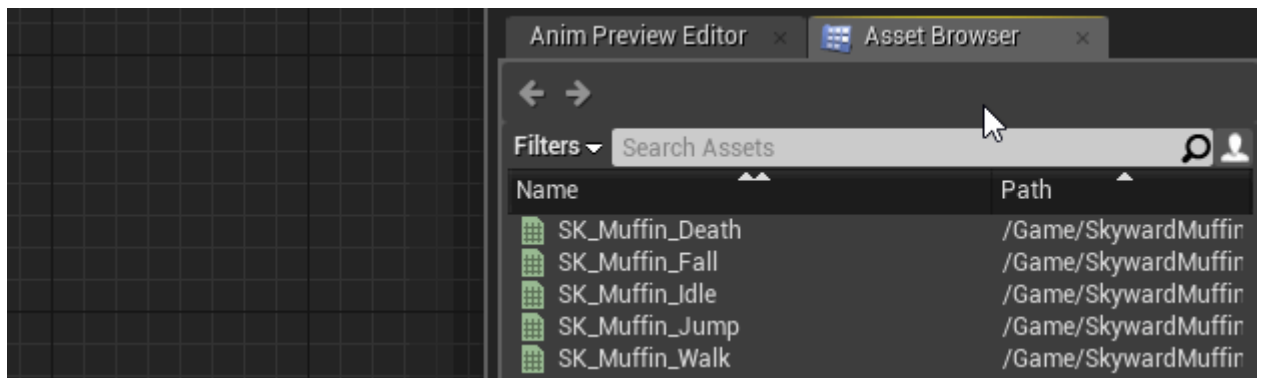 Anim Preview Editor Asset Browser
Filters Search Assets
Name Path
SK_Muffin_Death /Game/SkywardMuffin
SK_Muffin_Fall /Game/SkywardMuffin
SK_Muffin_Idle /Game/SkywardMuffin
SK_Muffin_Jump /Game/SkywardMuffin
SK_Muffin_Walk /Game/SkywardMuffin